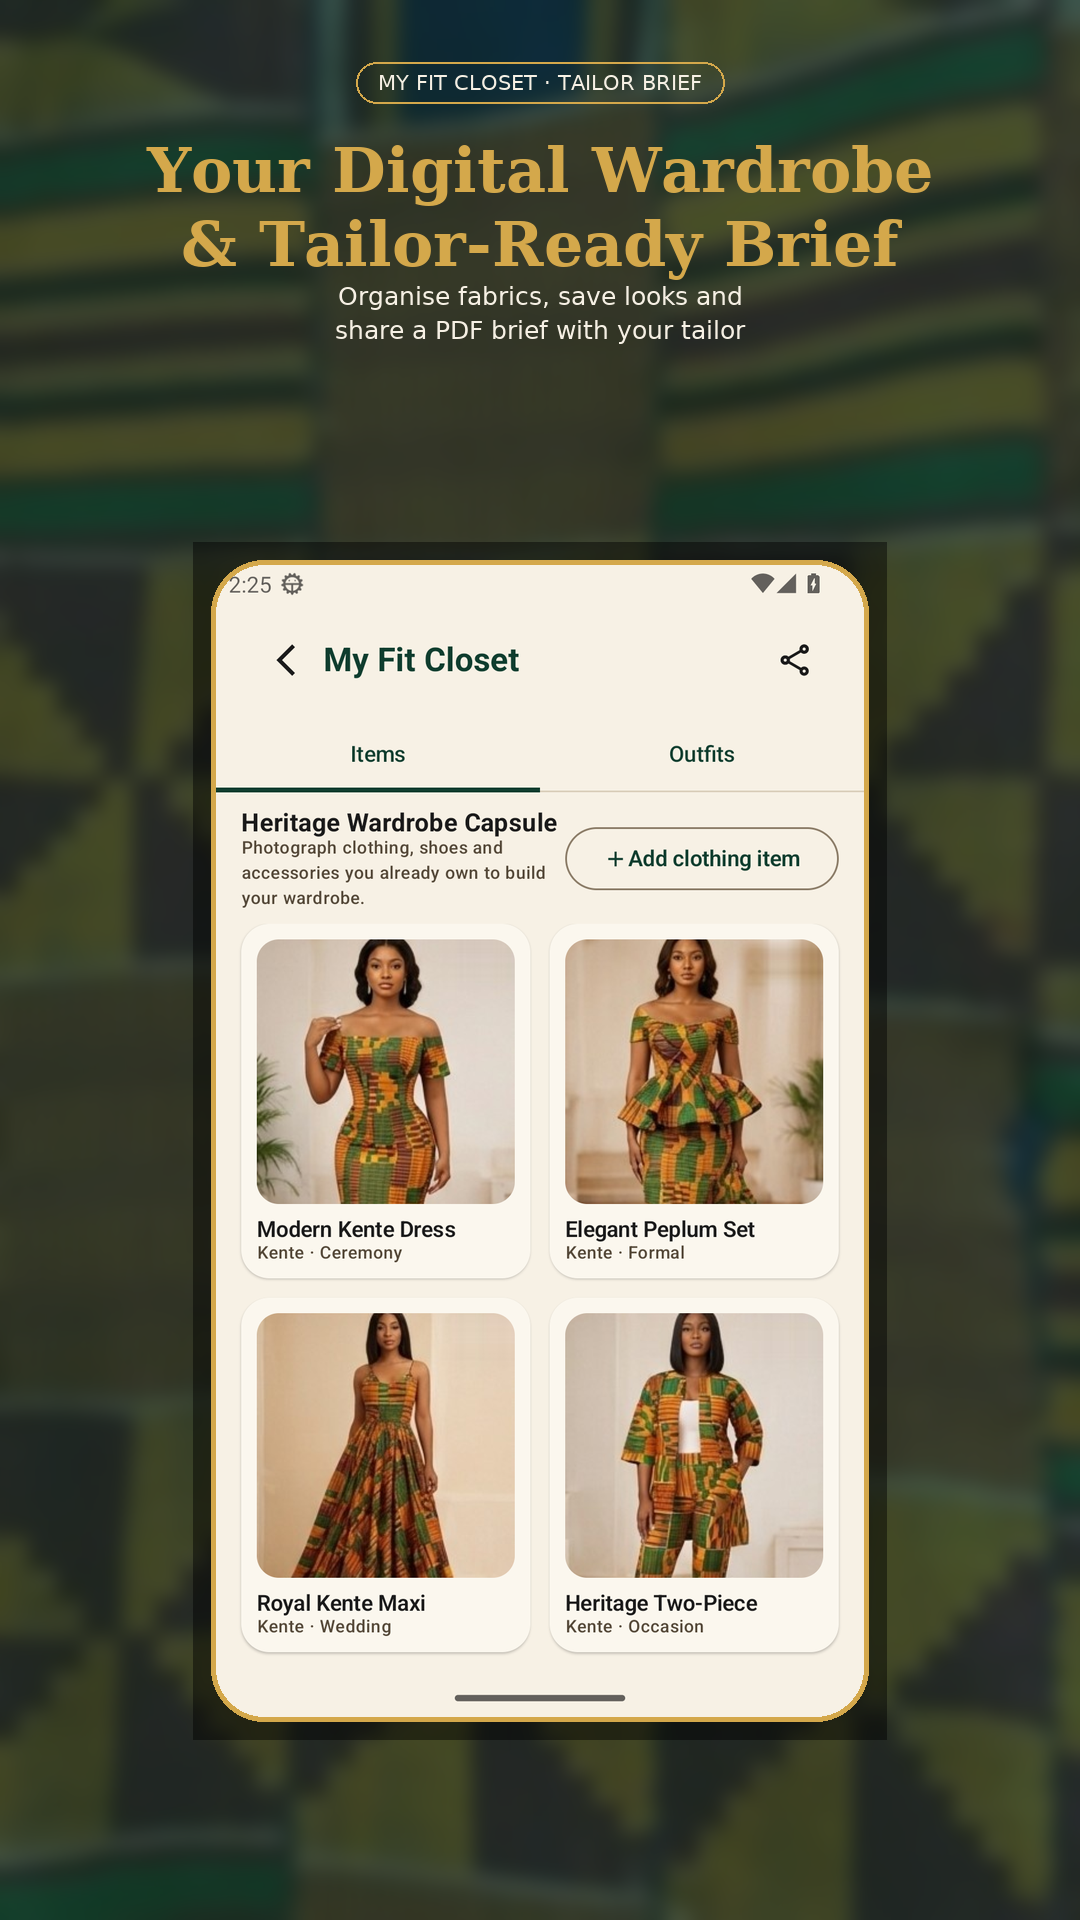 MY FIT CLOSET · TAILOR BRIEF
Your Digital Wardrobe
& Tailor-Ready Brief
Organise fabrics, save looks and
share a PDF brief with your tailor
2:25
My Fit Closet
Items
Outfits
Heritage Wardrobe Capsule
Photograph clothing, shoes and
accessories you already own to build
your wardrobe.
+ Add clothing item
Modern Kente Dress
Kente · Ceremony
Elegant Peplum Set
Kente · Formal
Royal Kente Maxi
Kente · Wedding
Heritage Two-Piece
Kente · Occasion